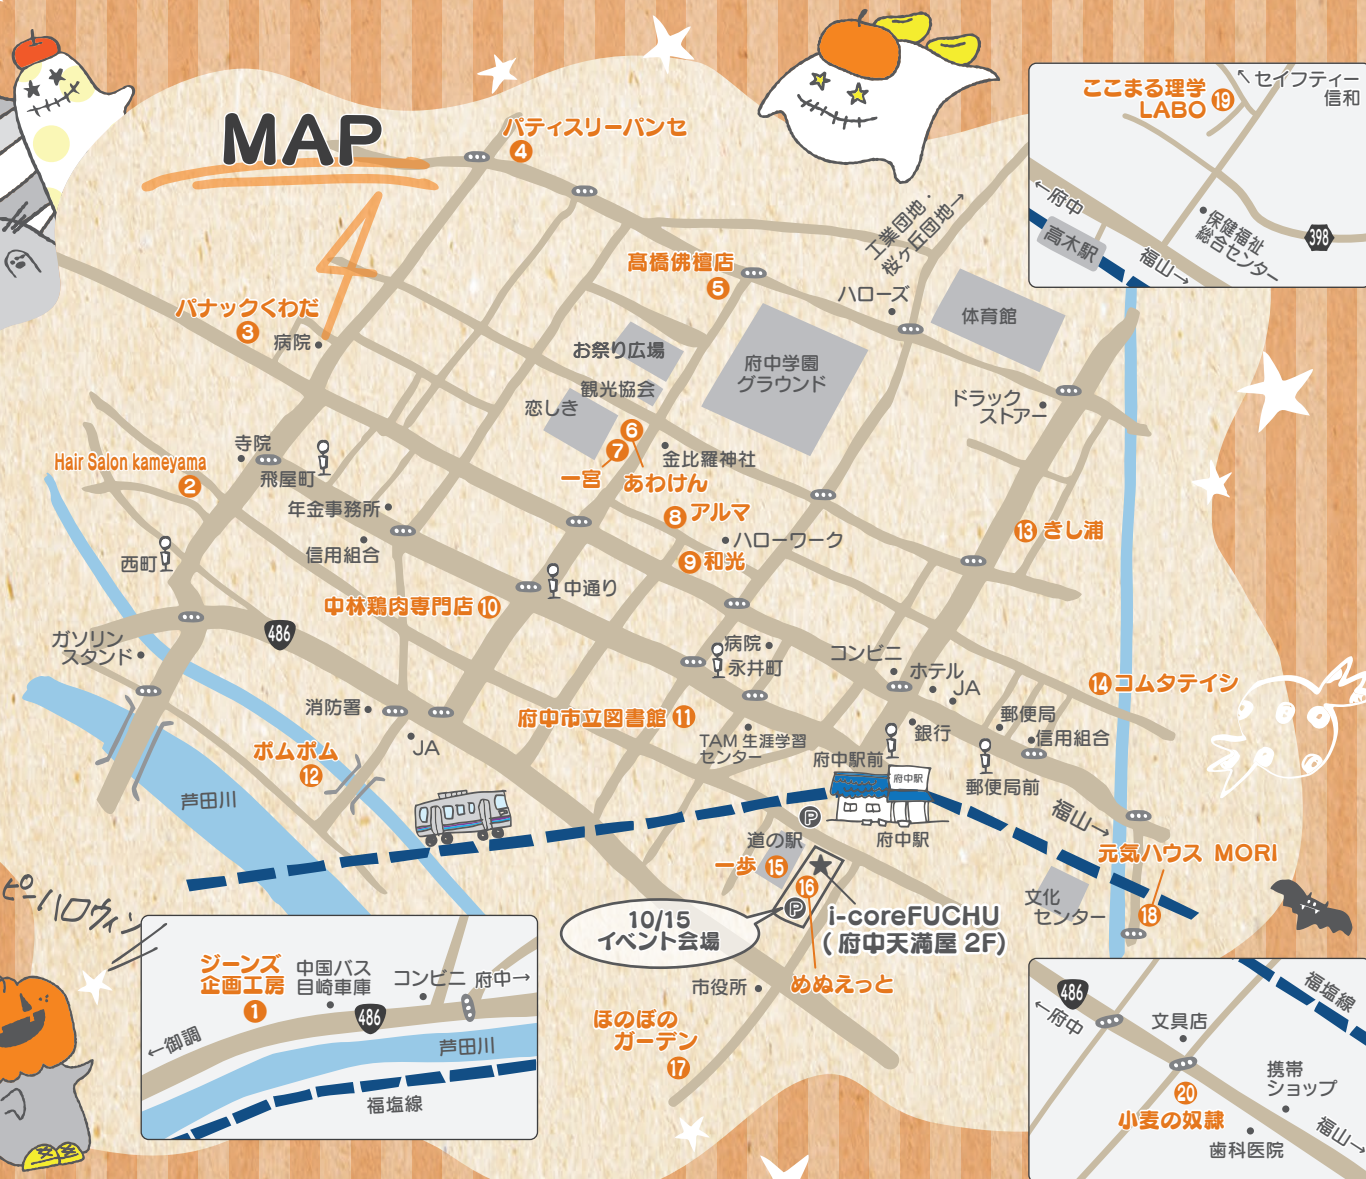 MAP
パティスリーパンセ
4
ここまる理学
LABO 19
↖セイフティー
信和
←府中
高木駅
福山→
保健福祉
総合センター
398
工業団地・
桜ヶ丘団地→
髙橋佛檀店
5
ハローズ
体育館
パナックくわだ
3
病院
お祭り広場
観光協会
恋しき
府中学園
グラウンド
ドラック
ストアー
6
7
一宮
あわけん
金比羅神社
寺院
飛屋町
Hair Salon kameyama
2
年金事務所
信用組合
西町
8 アルマ
ハローワーク
9 和光
13 きし浦
中通り
中林鶏肉専門店 10
486
ガソリン
スタンド
病院
永井町
コンビニ
ホテル
JA
14 コムタテイシ
消防署
JA
府中市立図書館 11
TAM 生涯学習
センター
銀行
郵便局
信用組合
府中駅前
郵便局前
ポムポム
12
芦田川
府中駅
府中駅
福山→
P
道の駅
一歩 15
16
P
10/15
イベント会場
i-coreFUCHU
(府中天満屋 2F)
元気ハウス MORI
18
文化
センター
市役所
めぬえっと
ほのぼの
ガーデン
17
ピーハロウィン
ジーンズ
企画工房
1
中国バス
目崎車庫
コンビニ
府中→
486
←御調
芦田川
福塩線
486
←府中
福塩線
文具店
携帯
ショップ
20
小麦の奴隷
歯科医院
福山→